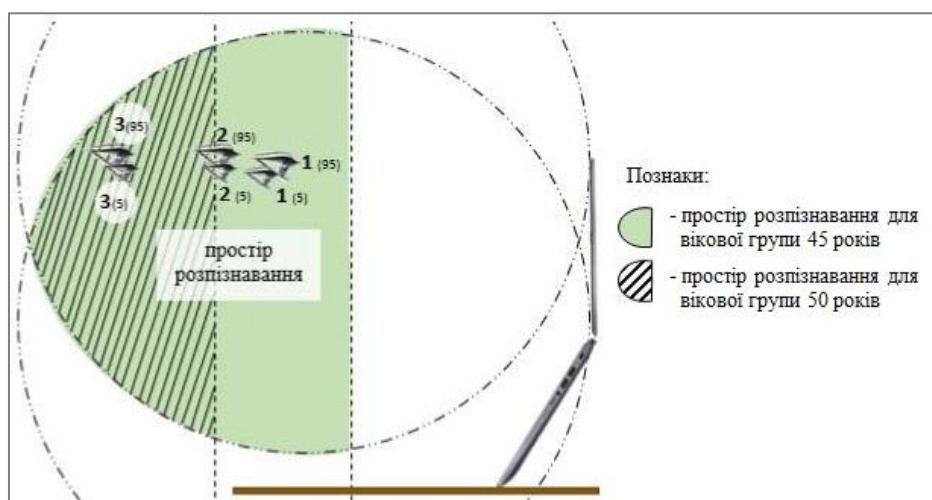 3(95)
2 (95)
1 (95)
3(5)
2 (5)
1 (5)
простір
розпізнавання
Познаки:
- простір розпізнавання для
вікової групи 45 років
- простір розпізнавання для
вікової групи 50 років